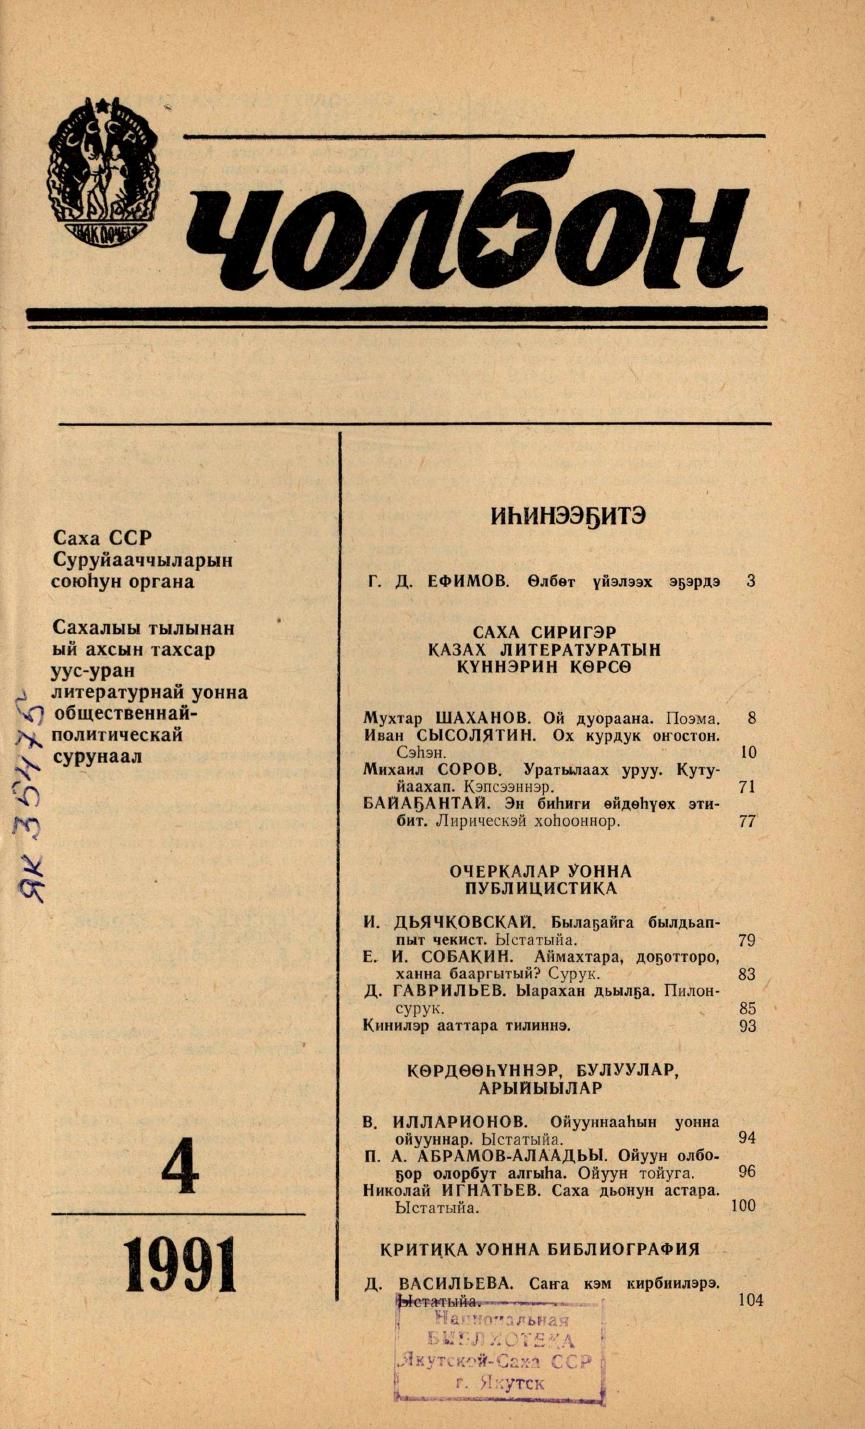 СССР
ЗНАК ПОЧЕТА
чолбон
Саха ССР
Суруйааччыларын
союһун органа
Сахалыы тылынан
ый ахсын тахсар
уус-уран
литературнай уонна
общественнай-
политическай
сурунаал
4
1991
ИҺИНЭЭҔИТЭ
Г. Д. ЕФИМОВ. Өлбөт үйэлээх эҕэрдэ 3
САХА СИРИГЭР
КАЗАХ ЛИТЕРАТУРАТЫН
КҮННЭРИН КӨРСӨ
Мухтар ШАХАНОВ. Ой дуораана. Поэма. 8
Иван СЫСОЛЯТИН. Ох курдук оҥостон.
Сэһэн. 10
Михаил СОРОВ. Уратылаах уруу. Куту-
йаахап. Кэпсээннэр. 71
БАЙАҔАНТАЙ. Эн биһиги өйдөһүөх эти-
бит. Лирическэй хоһооннор. 77
ОЧЕРКАЛАР УОННА
ПУБЛИЦИСТИКА
И. ДЬЯЧКОВСКАЙ. Былаҕайга былдьап-
пыт чекист. Ыстатыйа. 79
Е. И. СОБАКИН. Аймахтара, доҕотторо,
ханна бааргытый? Сурук. 83
Д. ГАВРИЛЬЕВ. Ыарахан дьылҕа. Пилон-
сурук. 85
Кинилэр ааттара тилиннэ. 93
КӨРДӨӨҺҮННЭР, БУЛУУЛАР,
АРЫЙЫЫЛАР
В. ИЛЛАРИОНОВ. Ойууннааһын уонна
ойууннар. Ыстатыйа. 94
П. А. АБРАМОВ-АЛААДЬЫ. Ойуун олбо-
ҕор олорбут алгыһа. Ойуун тойуга. 96
Николай ИГНАТЬЕВ. Саха дьонун астара.
Ыстатыйа. 100
КРИТИКА УОННА БИБЛИОГРАФИЯ
Д. ВАСИЛЬЕВА. Саҥа кэм кирбиилэрэ.
Ыстатыйа. 104
Национальная
БИБЛИОТЕКА
Якутской-Саха ССР
г. Якутск